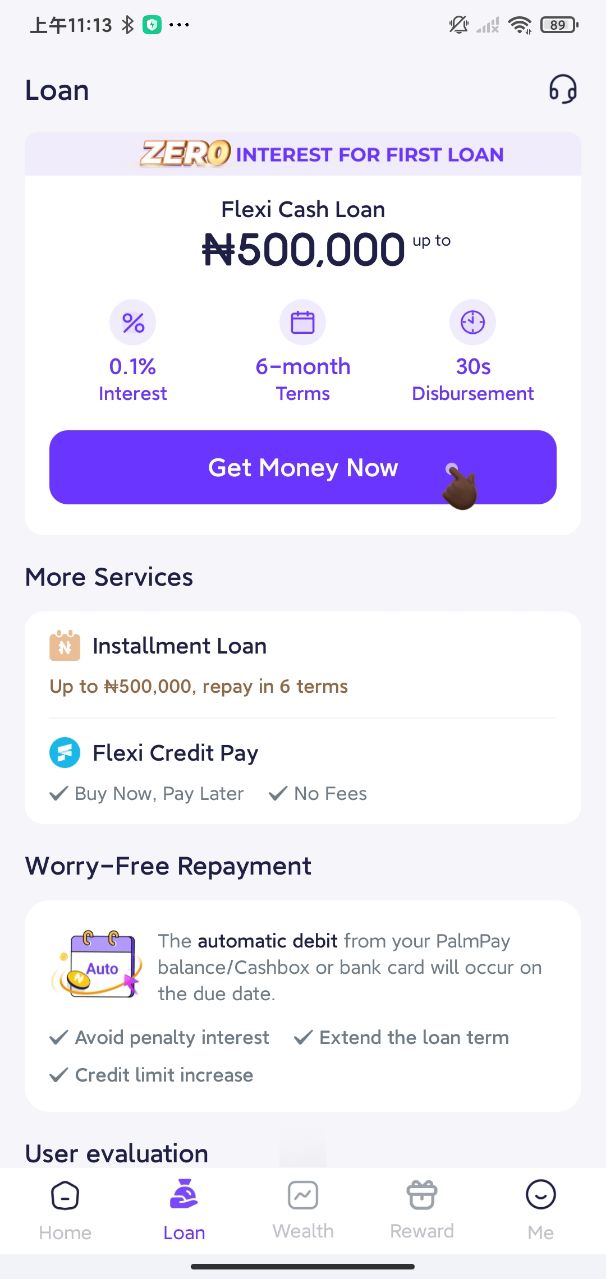 上午11:13
89
Loan
ZERO INTEREST FOR FIRST LOAN
Flexi Cash Loan
₦500,000 up to
0.1%
Interest
6-month
Terms
30s
Disbursement
Get Money Now
More Services
₦ Installment Loan
Up to ₦500,000, repay in 6 terms
Flexi Credit Pay
Buy Now, Pay Later
No Fees
Worry-Free Repayment
Auto
The automatic debit from your PalmPay
balance/Cashbox or bank card will occur on
the due date.
Avoid penalty interest
Extend the loan term
Credit limit increase
User evaluation
Home
Loan
Wealth
Reward
Me